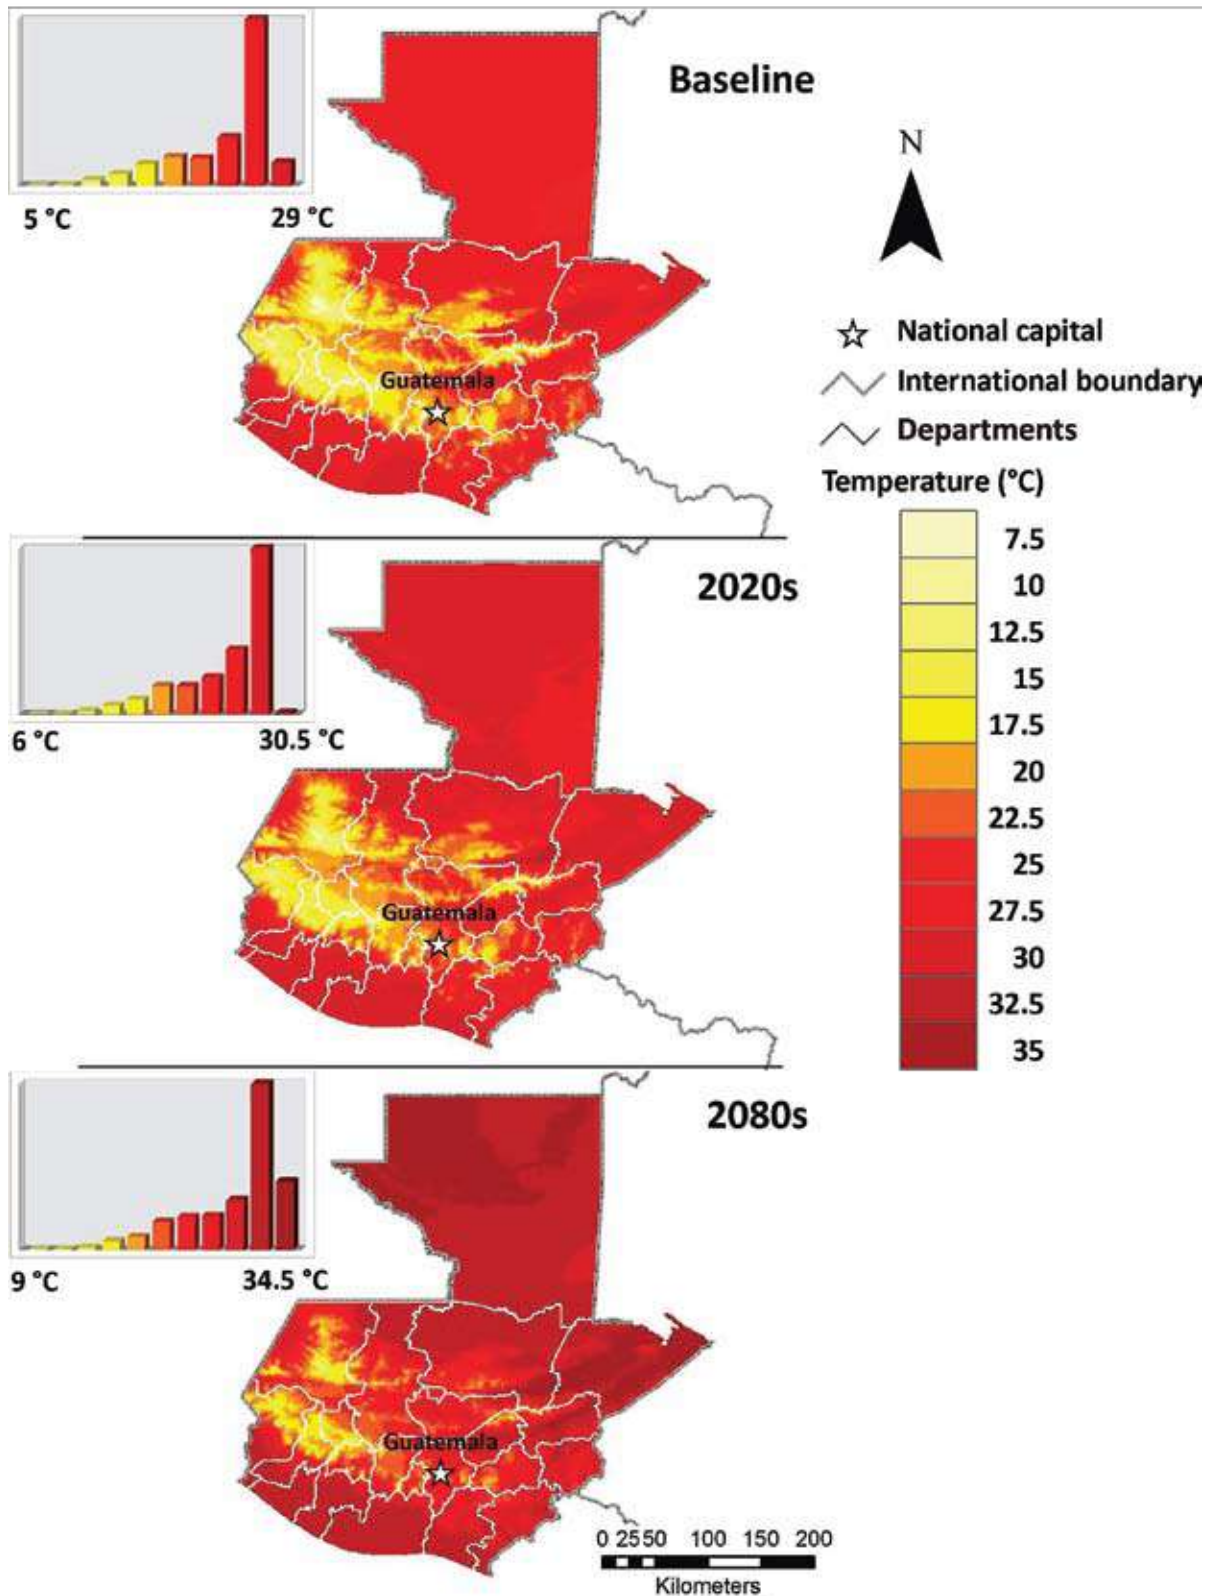 Baseline
N
5 °C
29 °C
National capital
International boundary
Departments
Guatemala
Temperature (°C)
7.5
10
12.5
15
17.5
20
22.5
25
27.5
30
32.5
35
2020s
6 °C
30.5 °C
Guatemala
2080s
9 °C
34.5 °C
Guatemala
0 25 50 100 150 200
Kilometers